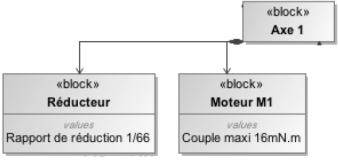 «block»
Axe 1
«block»
Réducteur
values
Rapport de réduction 1/66
«block»
Moteur M1
values
Couple maxi 16mN.m